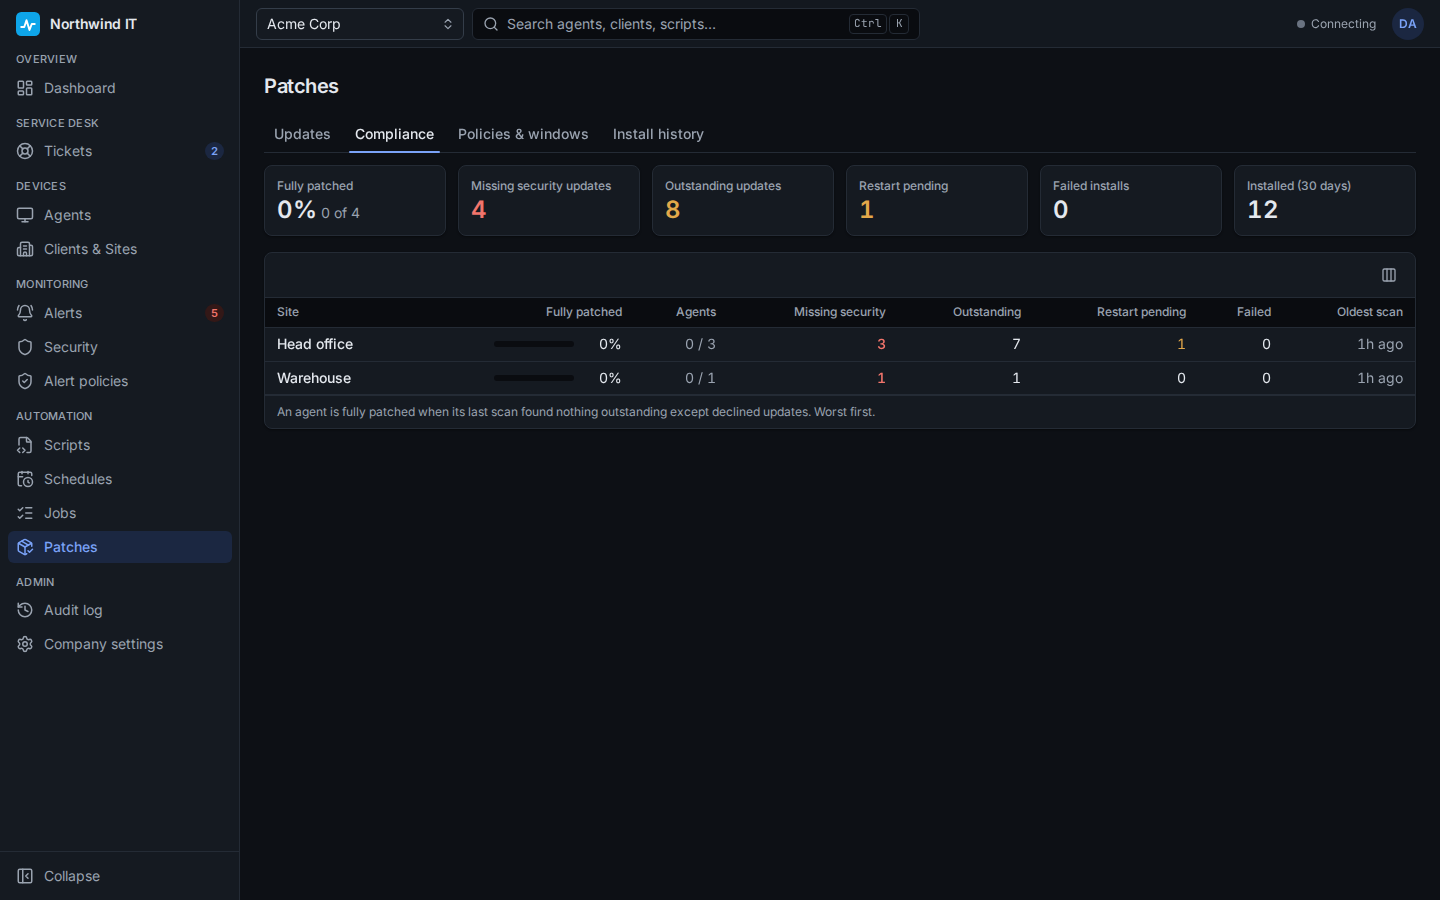 Northwind IT
Acme Corp
Search agents, clients, scripts...
Ctrl K
Connecting
DA
OVERVIEW
Dashboard
SERVICE DESK
Tickets 2
DEVICES
Agents
Clients & Sites
MONITORING
Alerts 5
Security
Alert policies
AUTOMATION
Scripts
Schedules
Jobs
Patches
ADMIN
Audit log
Company settings
Collapse
Patches
Updates Compliance Policies & windows Install history
Fully patched
0% 0 of 4
Missing security updates
4
Outstanding updates
8
Restart pending
1
Failed installs
0
Installed (30 days)
12
Site Fully patched Agents Missing security Outstanding Restart pending Failed Oldest scan
Head office 0% 0 / 3 3 7 1 0 1h ago
Warehouse 0% 0 / 1 1 1 0 0 1h ago
An agent is fully patched when its last scan found nothing outstanding except declined updates. Worst first.